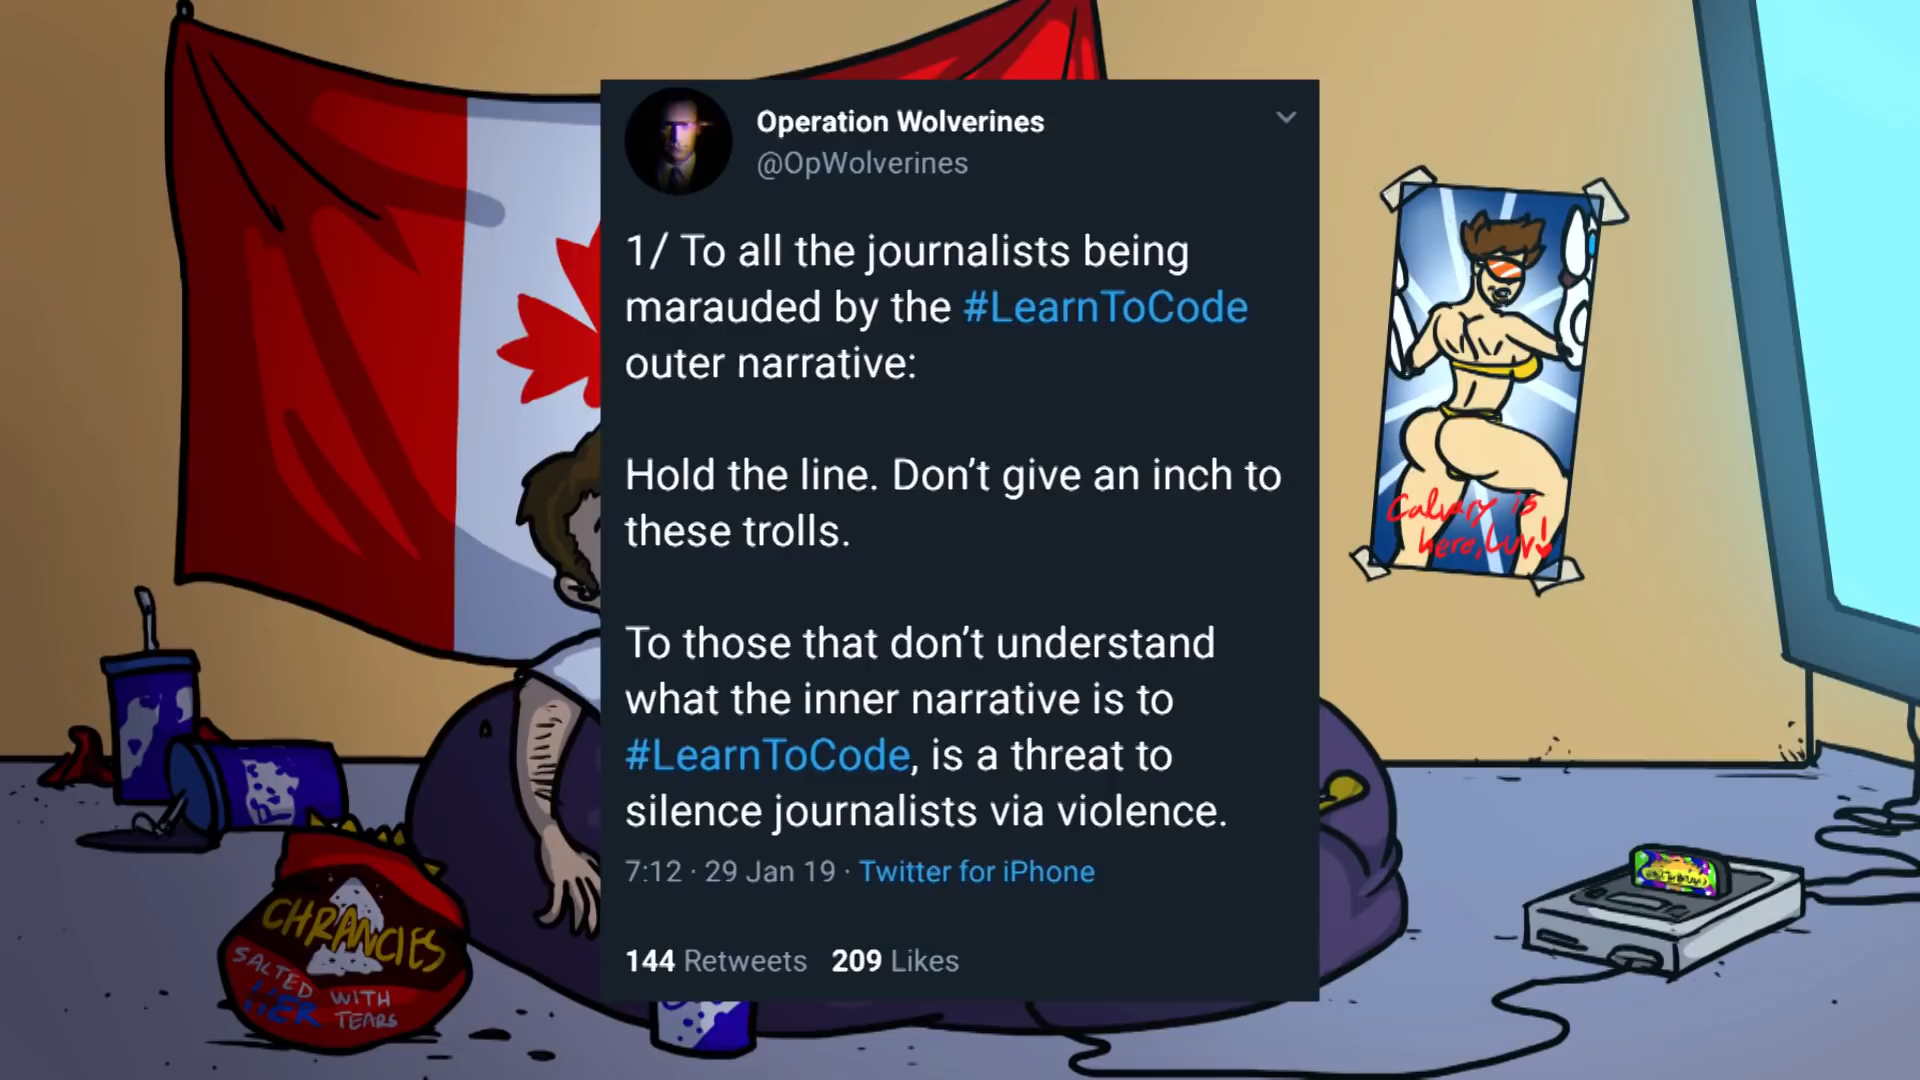 Operation Wolverines
@OpWolverines
1/ To all the journalists being
marauded by the #LearnToCode
outer narrative:
Hold the line. Don't give an inch to
these trolls.
To those that don't understand
what the inner narrative is to
#LearnToCode, is a threat to
silence journalists via violence.
7:12 · 29 Jan 19 · Twitter for iPhone
144 Retweets 209 Likes
Calvary is
here, Luv!
CHRANCIES
SALTED WITH
HER TEARS